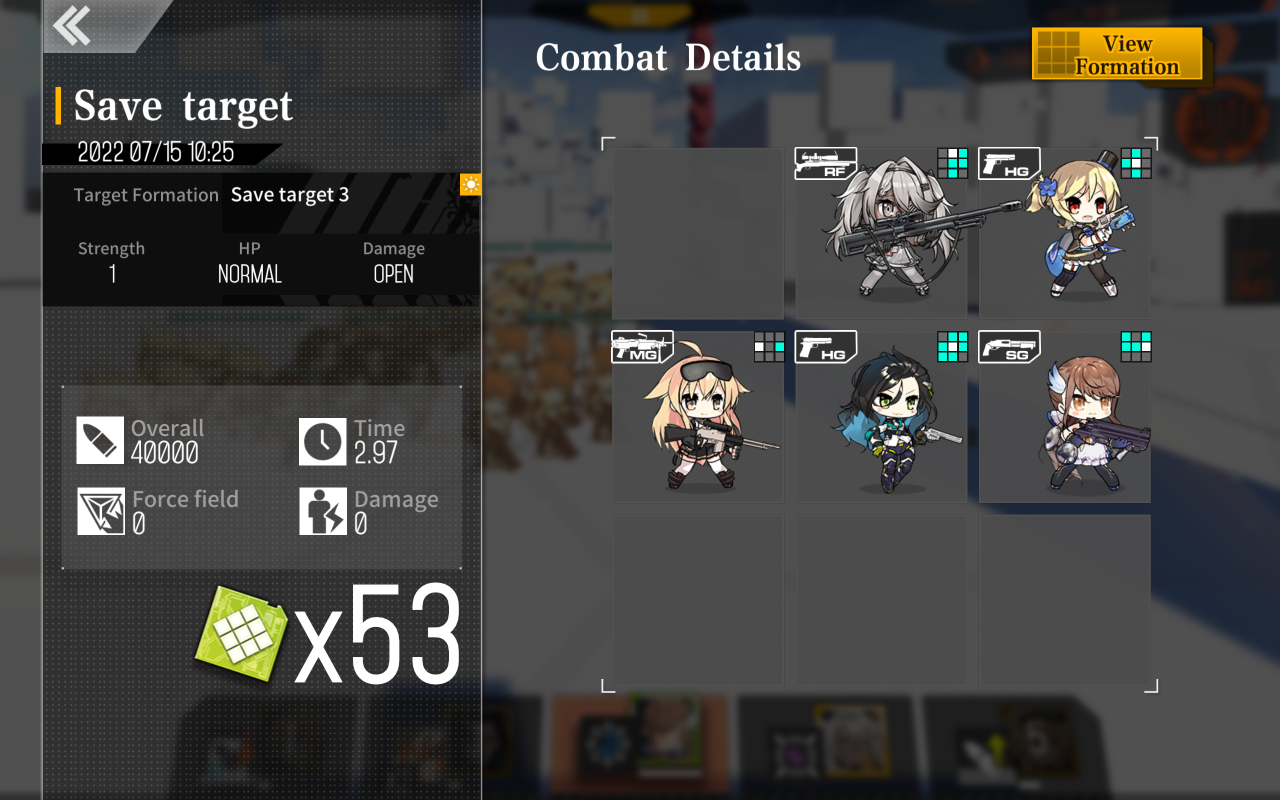 Save target
2022 07/15 10:25
Target Formation Save target 3
Strength HP Damage
1 NORMAL OPEN
Overall Time
40000 2.97
Force field Damage
0 0
x53
Combat Details
View
Formation
RF HG
MG HG SG